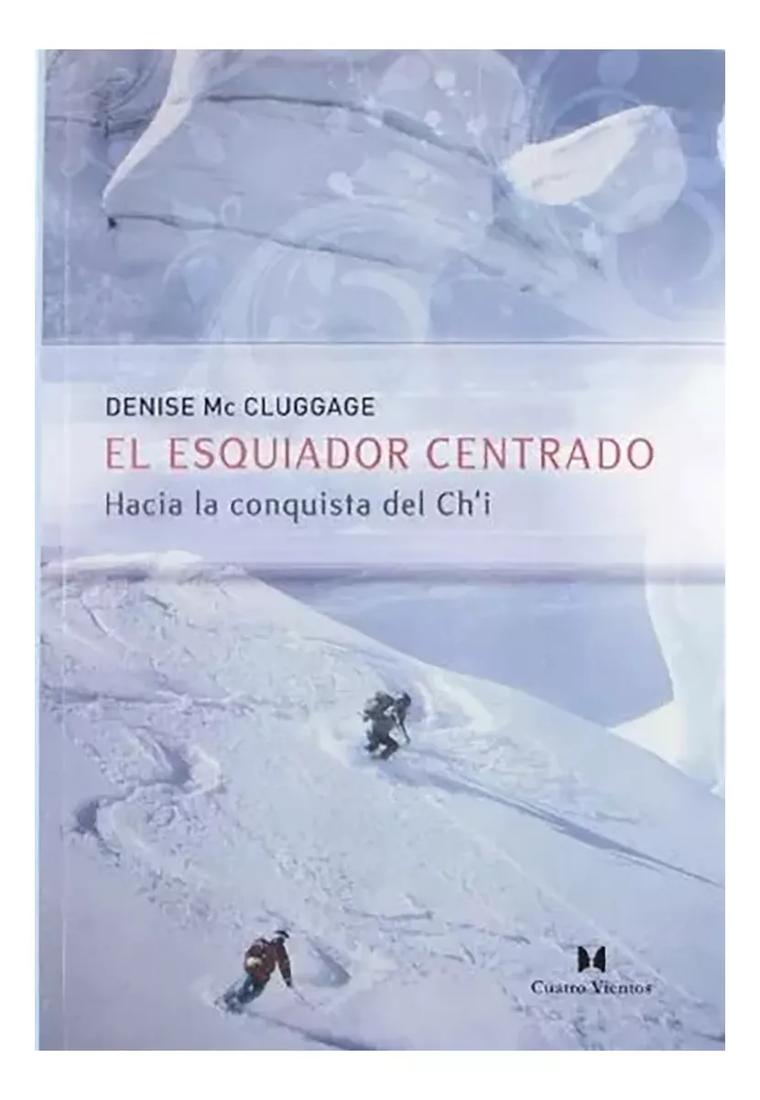 DENISE Mc CLUGGAGE
EL ESQUIADOR CENTRADO
Hacia la conquista del Ch'i
Cuatro Vientos